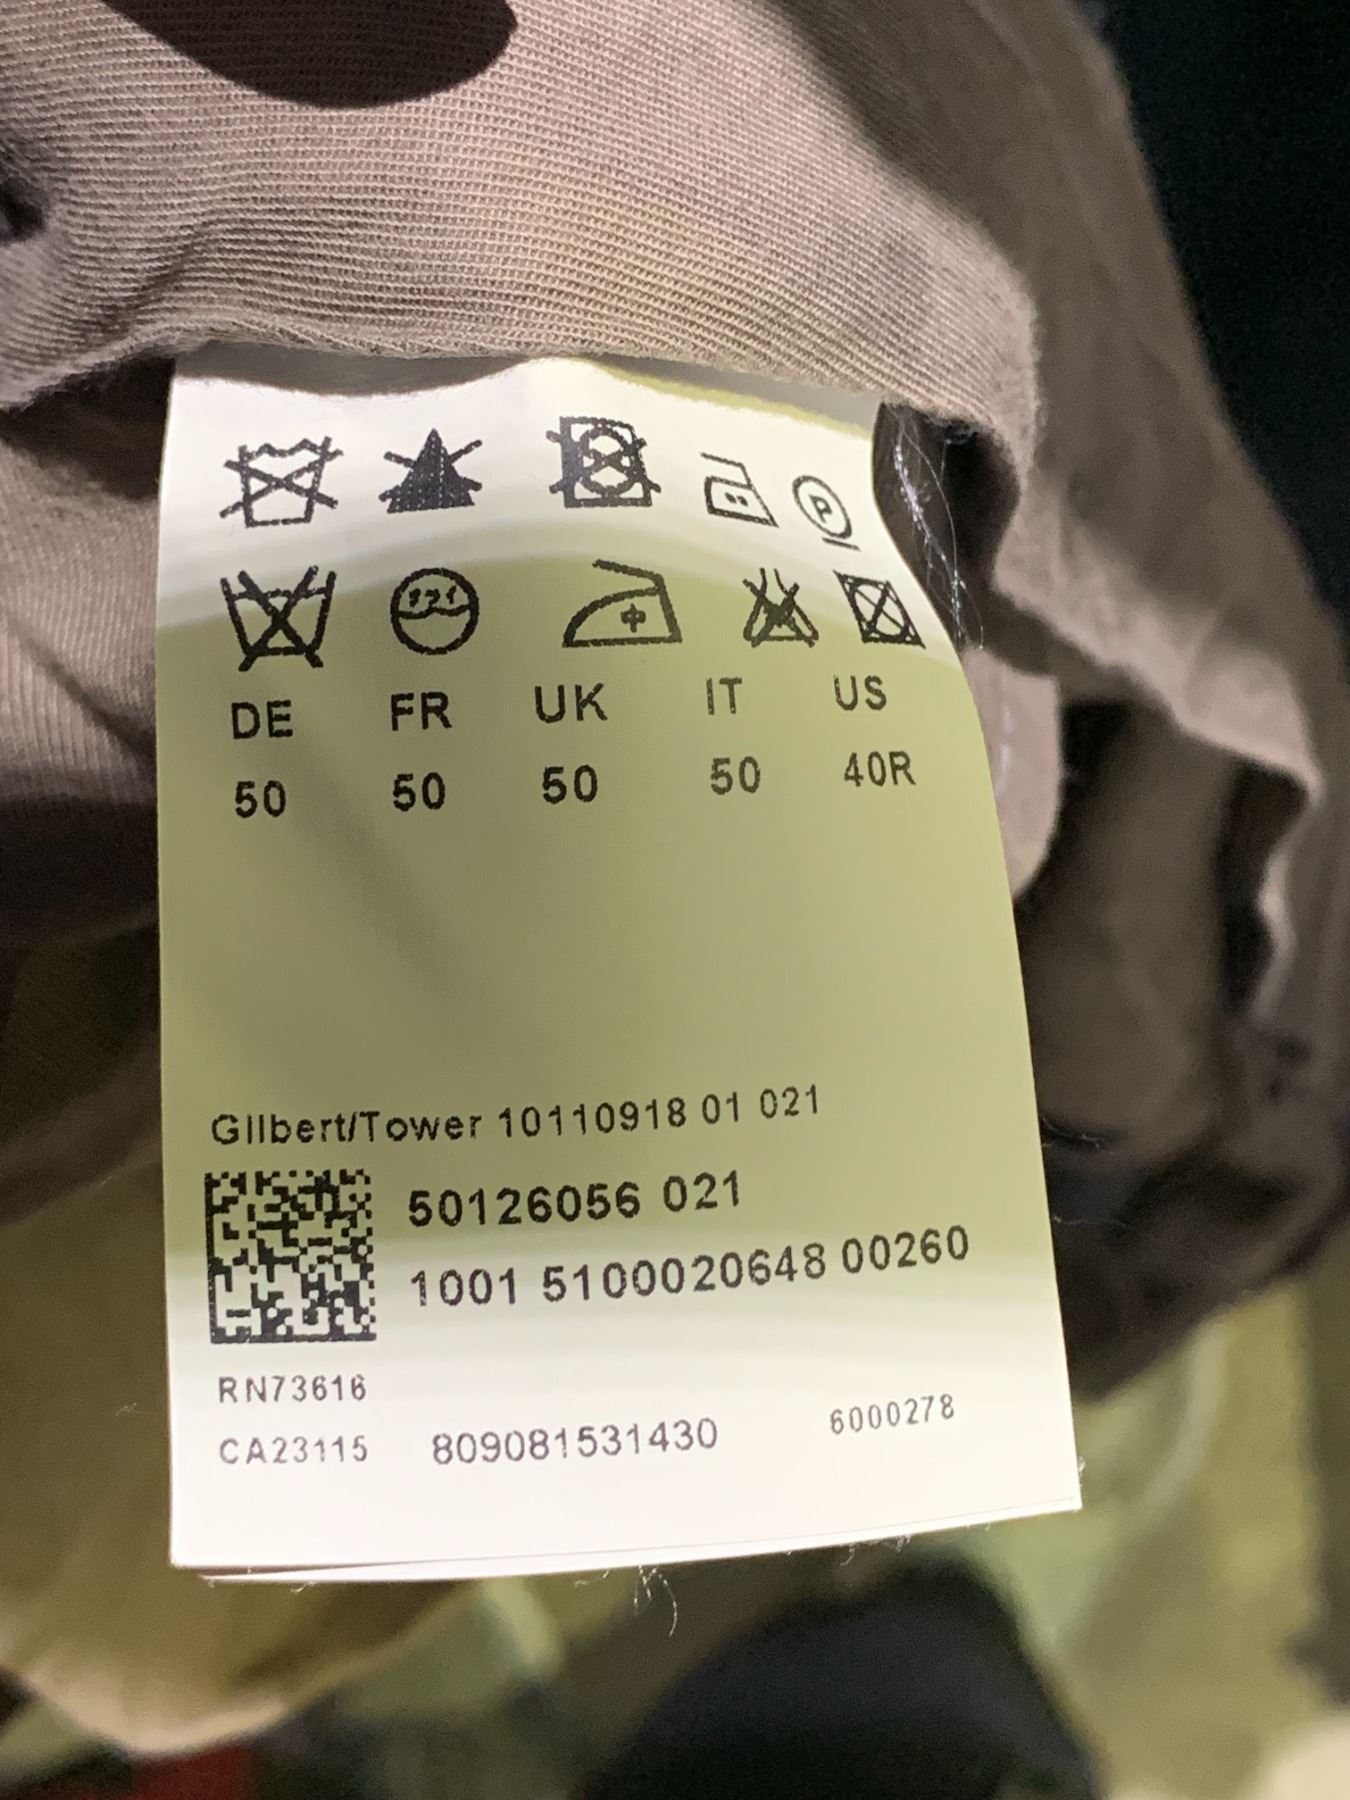 P
DE FR UK IT US
50 50 50 50 40R
Gilbert/Tower 10110918 01 021
50126056 021
1001 5100020648 00260
RN73616
CA23115 809081531430 6000278